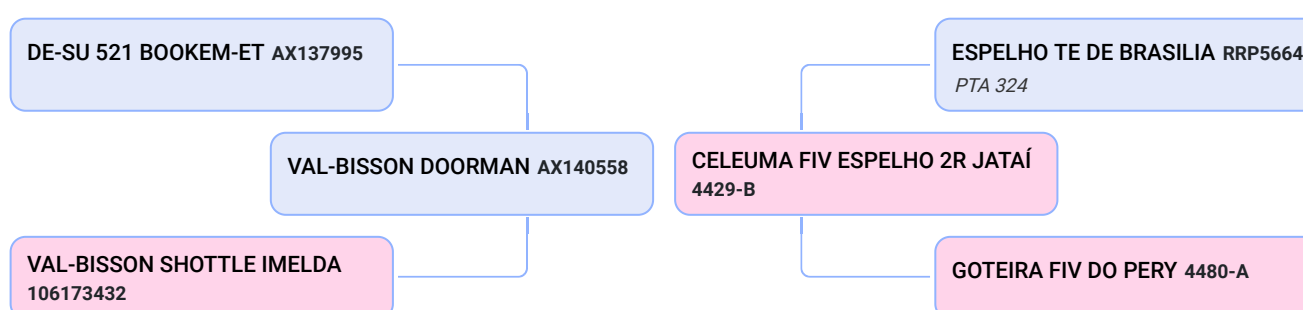 DE-SU 521 BOOKEM-ET AX137995
ESPELHO TE DE BRASILIA RRP5664
PTA 324
VAL-BISSON DOORMAN AX140558
CELEUMA FIV ESPELHO 2R JATAÍ
4429-B
VAL-BISSON SHOTTLE IMELDA
106173432
GOTEIRA FIV DO PERY 4480-A